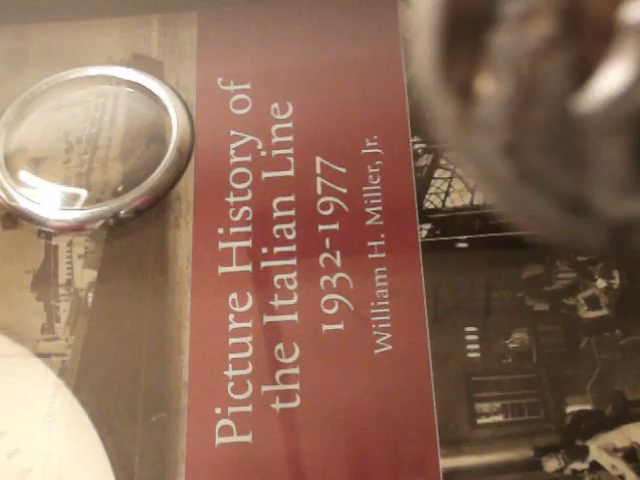 Picture History of
the Italian Line
1932-1977
William H. Miller, Jr.